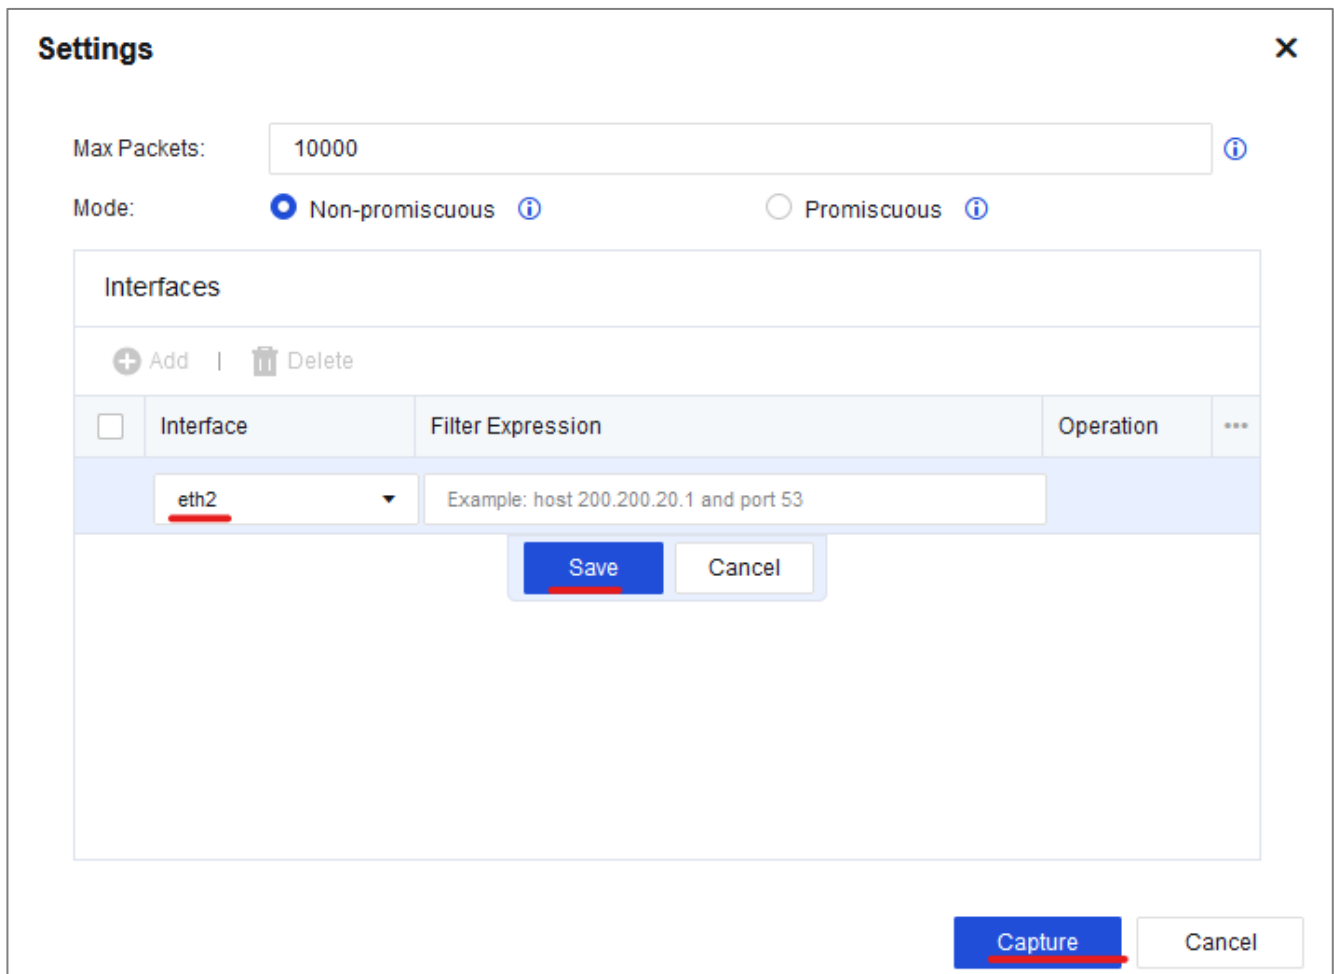 Settings
Max Packets: 10000
Mode: Non-promiscuous Promiscuous
Interfaces
Add | Delete
Interface Filter Expression Operation
eth2 Example: host 200.200.20.1 and port 53
Save Cancel
Capture Cancel